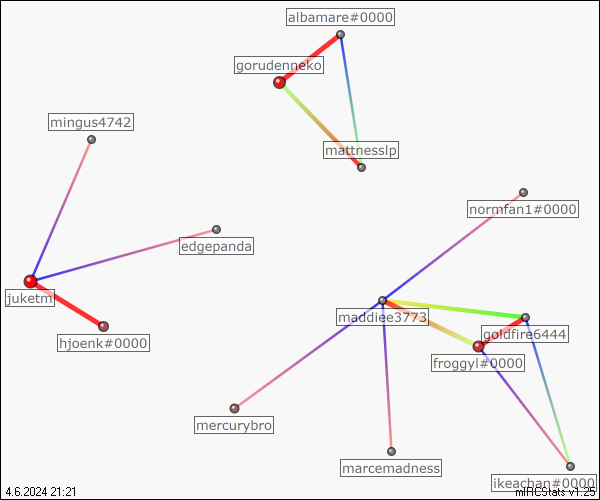 albamare#0000
gorudenneko
mingus4742
mattnesslp
normfan1#0000
edgepanda
juketm
maddiee3773
goldfire6444
hjoenk#0000
froggyl#0000
mercurybro
marcemadness
ikeachan#0000
4.6.2024 21:21
mIRCStats v1.25